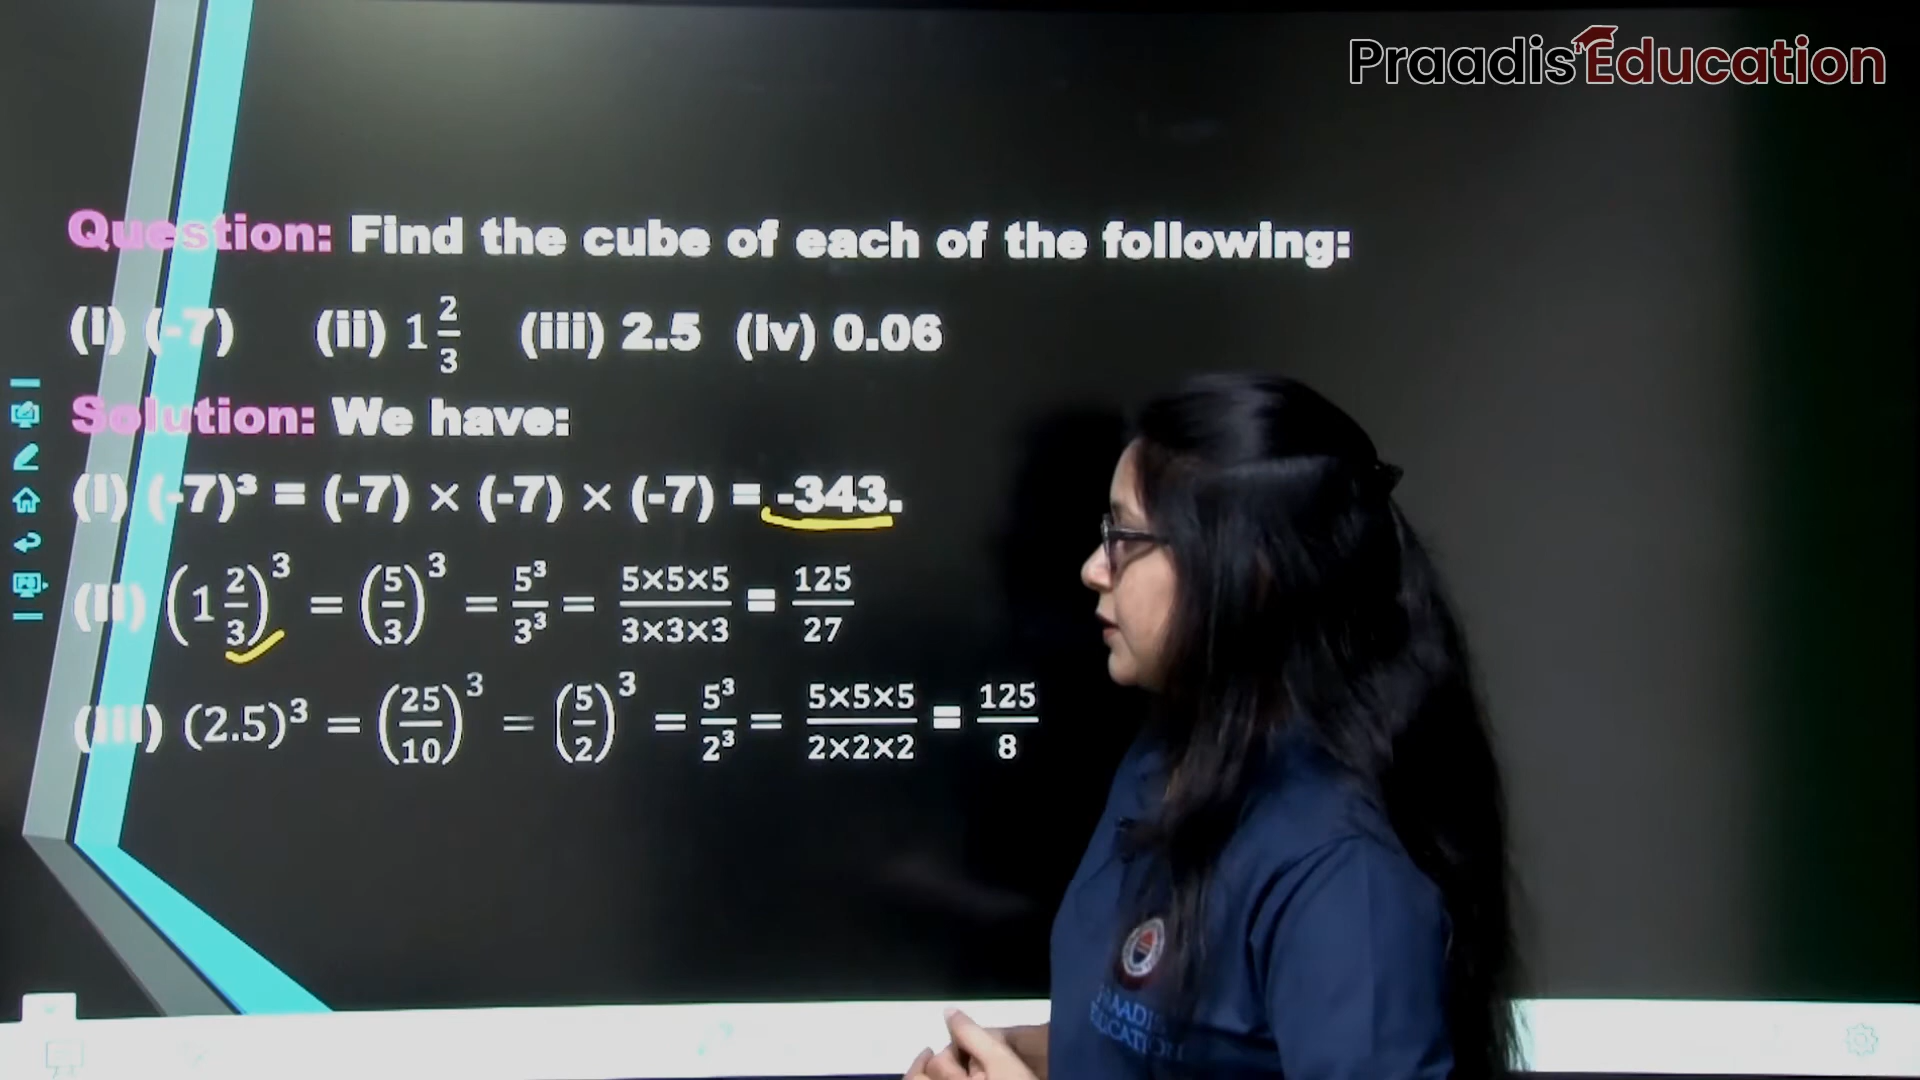 Praadis Education
Question: Find the cube of each of the following:
(i) (-7) (ii) 1 2/3 (iii) 2.5 (iv) 0.06
Solution: We have:
(i) (-7)³ = (-7) × (-7) × (-7) = -343.
(ii) (1 2/3)³ = (5/3)³ = 5³/3³ = 5×5×5/3×3×3 = 125/27
(iii) (2.5)³ = (25/10)³ = (5/2)³ = 5³/2³ = 5×5×5/2×2×2 = 125/8
PRAADIS
EDUCATION